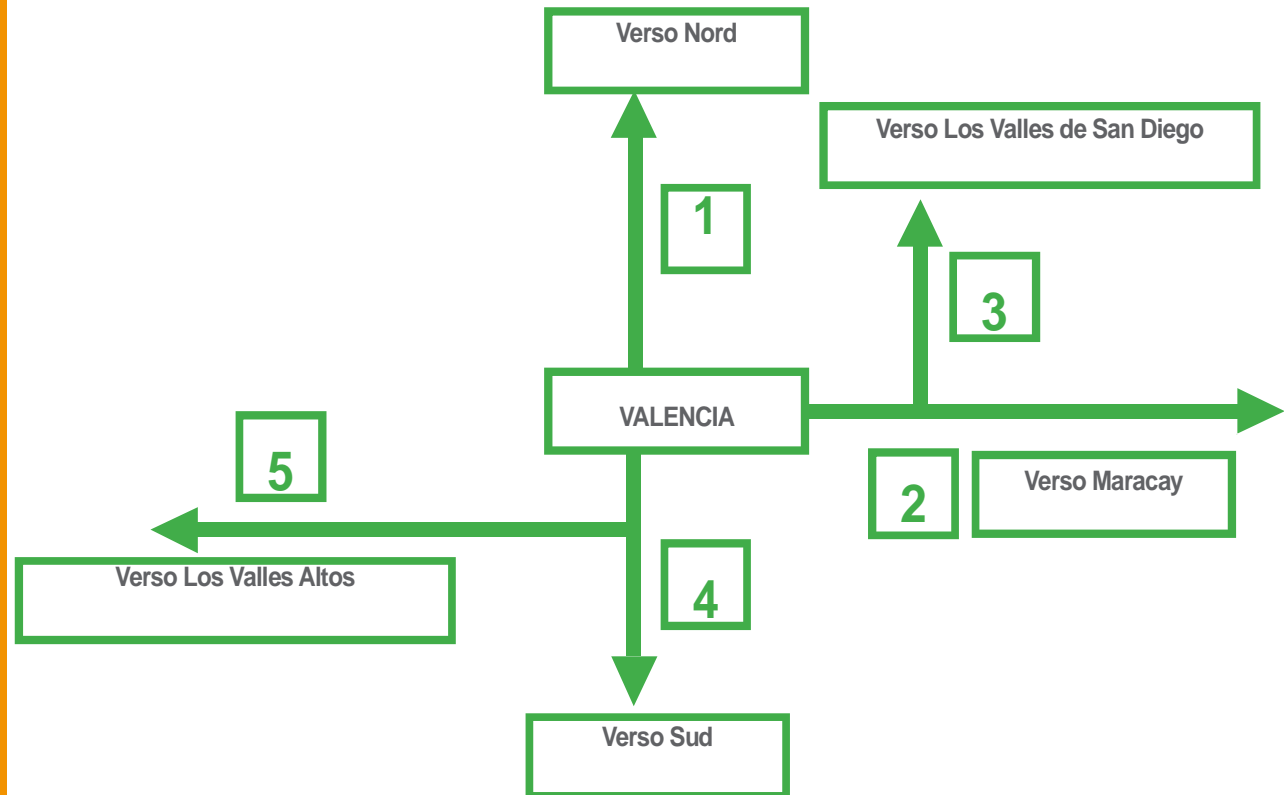 Verso Nord
Verso Los Valles de San Diego
1
3
VALENCIA
5
2
Verso Maracay
Verso Los Valles Altos
4
Verso Sud